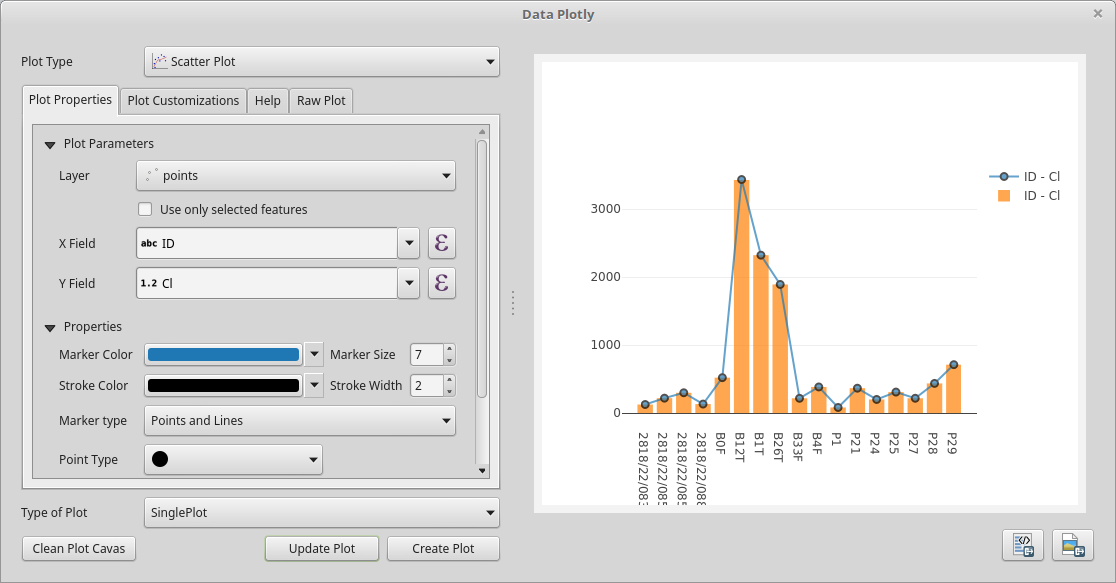 Data Plotly
Plot Type
Scatter Plot
Plot Properties
Plot Customizations
Help
Raw Plot
Plot Parameters
Layer
points
Use only selected features
X Field
abc ID
Y Field
1.2 Cl
Properties
Marker Color
Marker Size
7
Stroke Color
Stroke Width
2
Marker type
Points and Lines
Point Type
Type of Plot
SinglePlot
Clean Plot Cavas
Update Plot
Create Plot
ID - Cl
ID - Cl
3000
2000
1000
0
2818/22/08
2818/22/08
2818/22/08
2818/22/08
B0F
B12T
B1T
B26T
B33F
B4F
P1
P21
P24
P25
P27
P28
P29